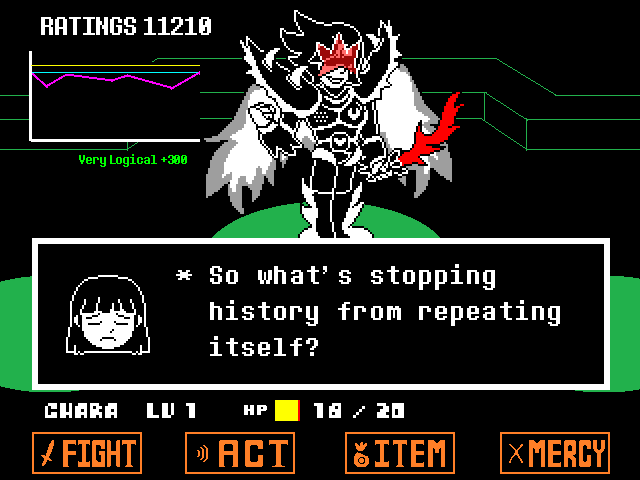 RATINGS 11210
Very Logical +300
* So what's stopping
history from repeating
itself?
CHARA LV 1 HP 18 / 20
FIGHT ACT ITEM MERCY